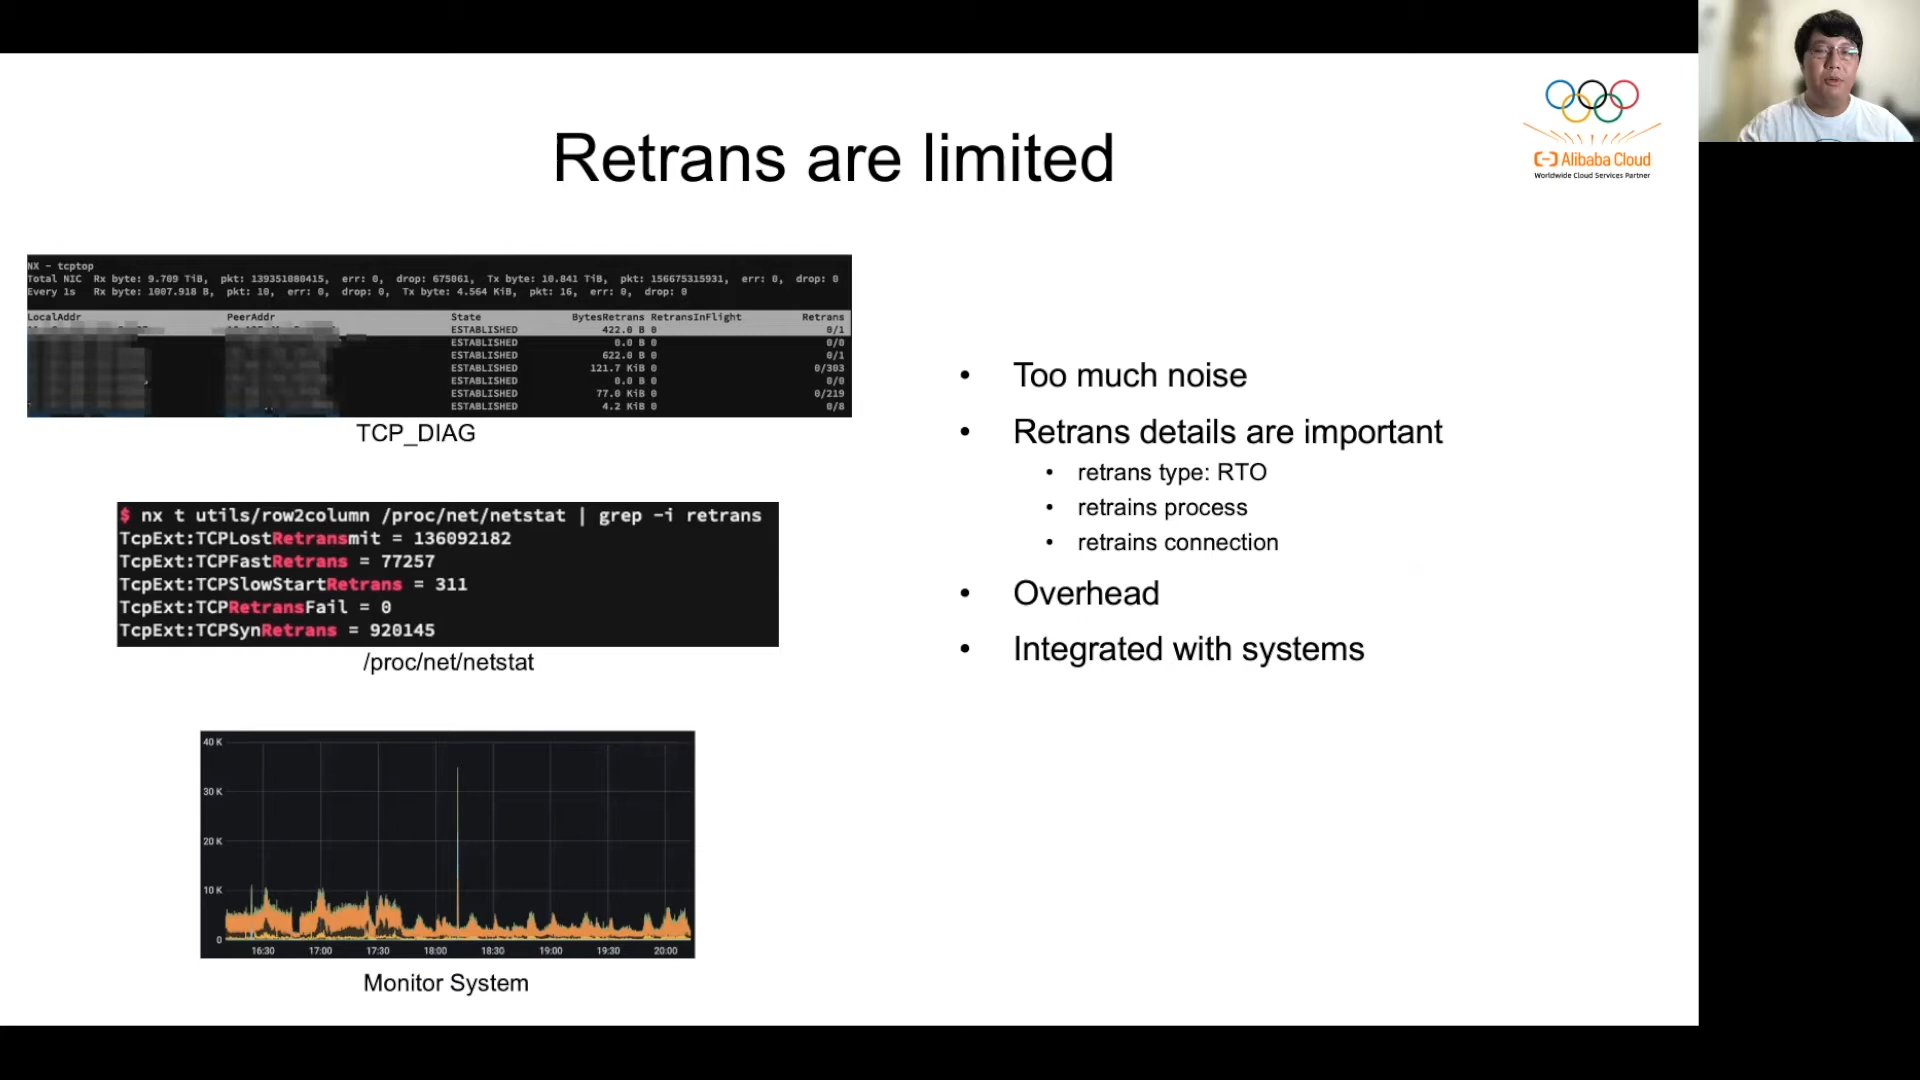 Retrans are limited
Alibaba Cloud
Worldwide Cloud Services Partner
NX - tcptop
Total NIC Rx byte: 9.709 TiB, pkt: 139351080415, err: 0, drop: 675061, Tx byte: 10.841 TiB, pkt: 156675315931, err: 0, drop: 0
Every 1s Rx byte: 1007.918 B, pkt: 10, err: 0, drop: 0, Tx byte: 4.564 KiB, pkt: 16, err: 0, drop: 0
LocalAddr PeerAddr State BytesRetrans RetransInFlight Retrans
ESTABLISHED 422.0 B 0 0/1
ESTABLISHED 0.0 B 0 0/0
ESTABLISHED 622.0 B 0 0/1
ESTABLISHED 121.7 KiB 0 0/303
ESTABLISHED 0.0 B 0 0/0
ESTABLISHED 77.0 KiB 0 0/219
ESTABLISHED 4.2 KiB 0 0/8
TCP_DIAG
$ nx t utils/row2column /proc/net/netstat | grep -i retrans
TcpExt:TCPLostRetransmit = 136092182
TcpExt:TCPFastRetrans = 77257
TcpExt:TCPSlowStartRetrans = 311
TcpExt:TCPRetransFail = 0
TcpExt:TCPSynRetrans = 920145
/proc/net/netstat
40 K
30 K
20 K
10 K
0
16:30 17:00 17:30 18:00 18:30 19:00 19:30 20:00
Monitor System
• Too much noise
• Retrans details are important
• retrans type: RTO
• retrains process
• retrains connection
• Overhead
• Integrated with systems